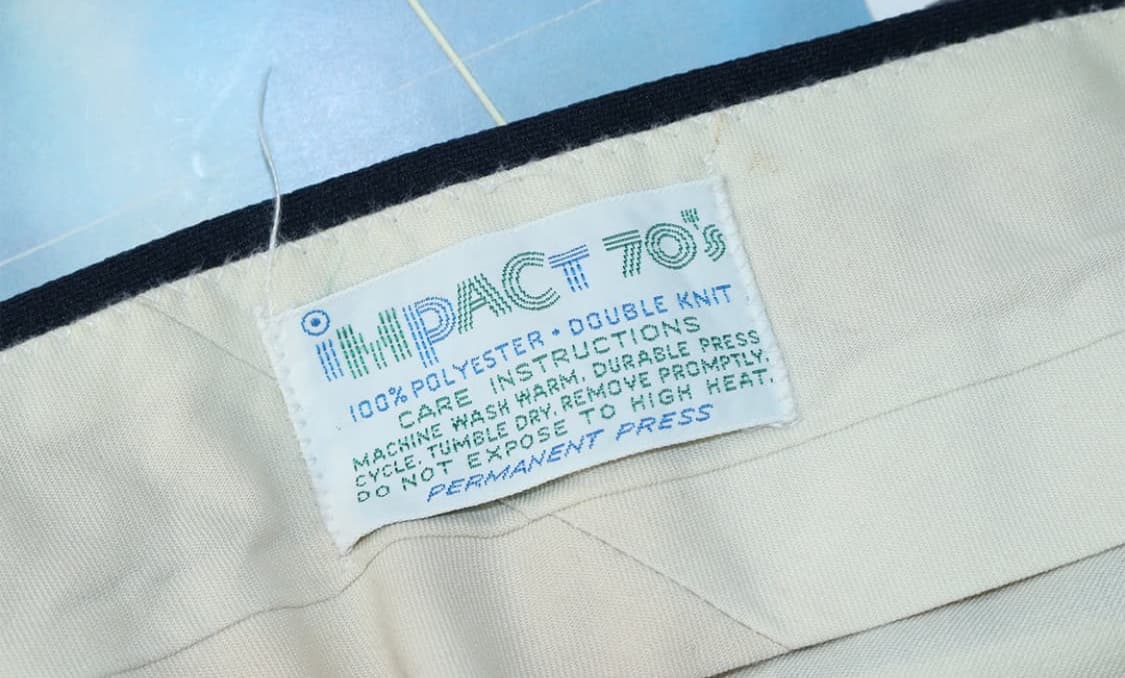 iMPACT 70's
100% POLYESTER • DOUBLE KNIT
CARE INSTRUCTIONS
MACHINE WASH WARM, DURABLE PRESS
CYCLE. TUMBLE DRY. REMOVE PROMPTLY.
DO NOT EXPOSE TO HIGH HEAT.
PERMANENT PRESS